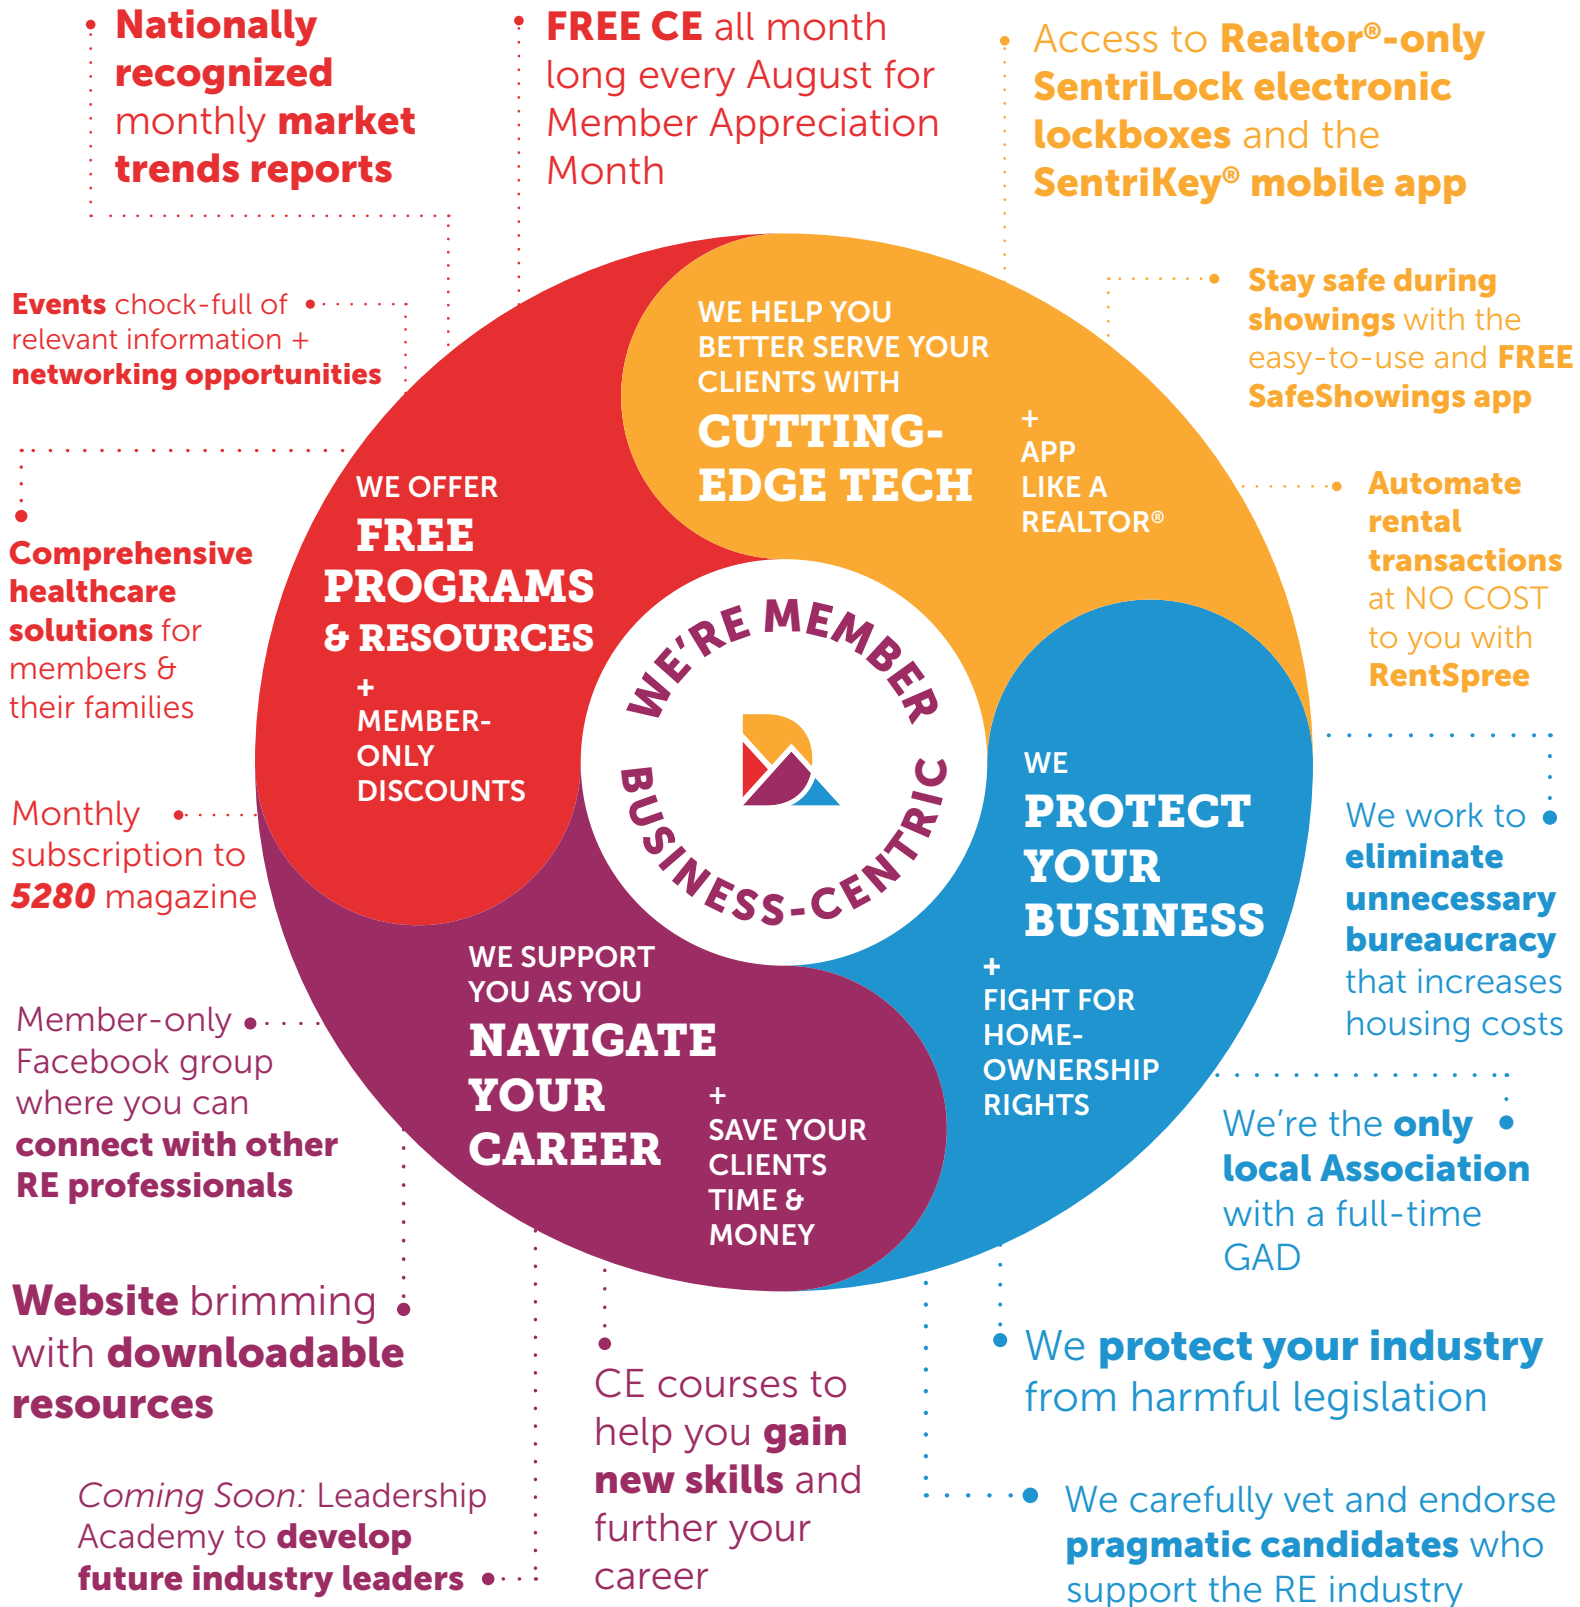 Nationally
recognized
monthly market
trends reports
FREE CE all month
long every August for
Member Appreciation
Month
Access to Realtor®-only
SentriLock electronic
lockboxes and the
SentriKey® mobile app
Events chock-full of
relevant information +
networking opportunities
Stay safe during
showings with the
easy-to-use and FREE
SafeShowings app
Comprehensive
healthcare
solutions for
members &
their families
Automate
rental
transactions
at NO COST
to you with
RentSpree
Monthly
subscription to
5280 magazine
WE OFFER
FREE
PROGRAMS
& RESOURCES
+
MEMBER-
ONLY
DISCOUNTS
WE HELP YOU
BETTER SERVE YOUR
CLIENTS WITH
CUTTING-
EDGE TECH
+
APP
LIKE A
REALTOR®
WE'RE MEMBER
BUSINESS-CENTRIC
WE
PROTECT
YOUR
BUSINESS
+
FIGHT FOR
HOME-
OWNERSHIP
RIGHTS
WE SUPPORT
YOU AS YOU
NAVIGATE
YOUR
CAREER
+
SAVE YOUR
CLIENTS
TIME &
MONEY
We work to
eliminate
unnecessary
bureaucracy
that increases
housing costs
Member-only
Facebook group
where you can
connect with other
RE professionals
We're the only
local Association
with a full-time
GAD
Website brimming
with downloadable
resources
We protect your industry
from harmful legislation
CE courses to
help you gain
new skills and
further your
career
Coming Soon: Leadership
Academy to develop
future industry leaders
We carefully vet and endorse
pragmatic candidates who
support the RE industry